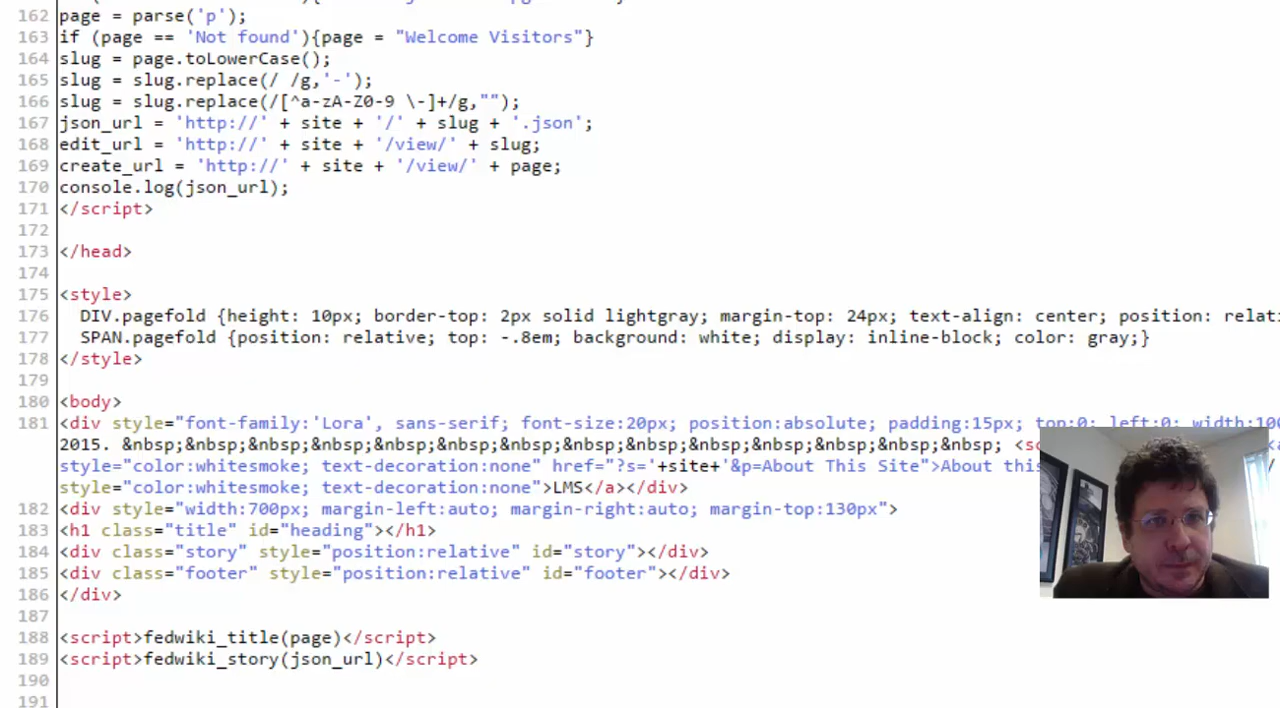 162 page = parse('p');
163 if (page == 'Not found'){page = "Welcome Visitors"}
164 slug = page.toLowerCase();
165 slug = slug.replace(/ /g,'-');
166 slug = slug.replace(/[^a-zA-Z0-9 \-]+/g,"");
167 json_url = 'http://' + site + '/' + slug + '.json';
168 edit_url = 'http://' + site + '/view/' + slug;
169 create_url = 'http://' + site + '/view/' + page;
170 console.log(json_url);
171 </script>
172
173 </head>
174
175 <style>
176 DIV.pagefold {height: 10px; border-top: 2px solid lightgray; margin-top: 24px; text-align: center; position: relati
177 SPAN.pagefold {position: relative; top: -.8em; background: white; display: inline-block; color: gray;}
178 </style>
179
180 <body>
181 <div style="font-family:'Lora', sans-serif; font-size:20px; position:absolute; padding:15px; top:0; left:0; width:100
2015. &nbsp;&nbsp;&nbsp;&nbsp;&nbsp;&nbsp;&nbsp;&nbsp;&nbsp;&nbsp;&nbsp;&nbsp;&nbsp;&nbsp; <s
style="color:whitesmoke; text-decoration:none" href="?s='+site+'&p=About This Site">About this
style="color:whitesmoke; text-decoration:none">LMS</a></div>
182 <div style="width:700px; margin-left:auto; margin-right:auto; margin-top:130px">
183 <h1 class="title" id="heading"></h1>
184 <div class="story" style="position:relative" id="story"></div>
185 <div class="footer" style="position:relative" id="footer"></div>
186 </div>
187
188 <script>fedwiki_title(page)</script>
189 <script>fedwiki_story(json_url)</script>
190
191